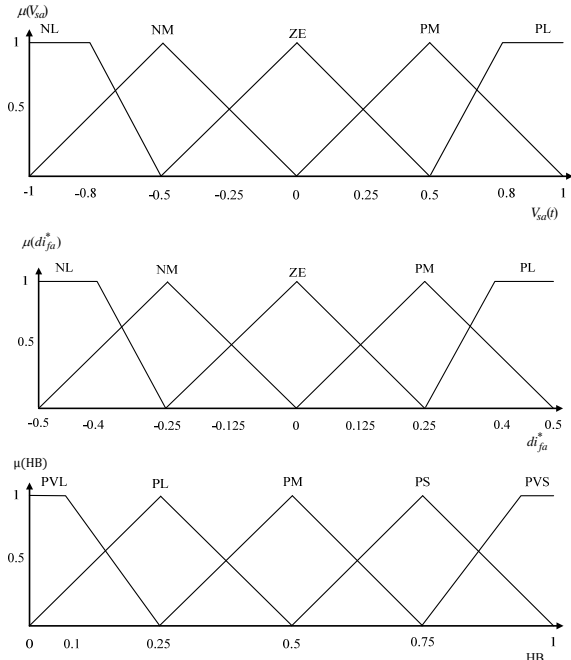 μ(Vsa)
NL NM ZE PM PL
1
0.5
-1 -0.8 -0.5 -0.25 0 0.25 0.5 0.8 1
Vsa(t)
μ(di*fa)
NL NM ZE PM PL
1
0.5
-0.5 -0.4 -0.25 -0.125 0 0.125 0.25 0.4 0.5
di*fa
μ(HB)
PVL PL PM PS PVS
1
0.5
0 0.1 0.25 0.5 0.75 1
HB